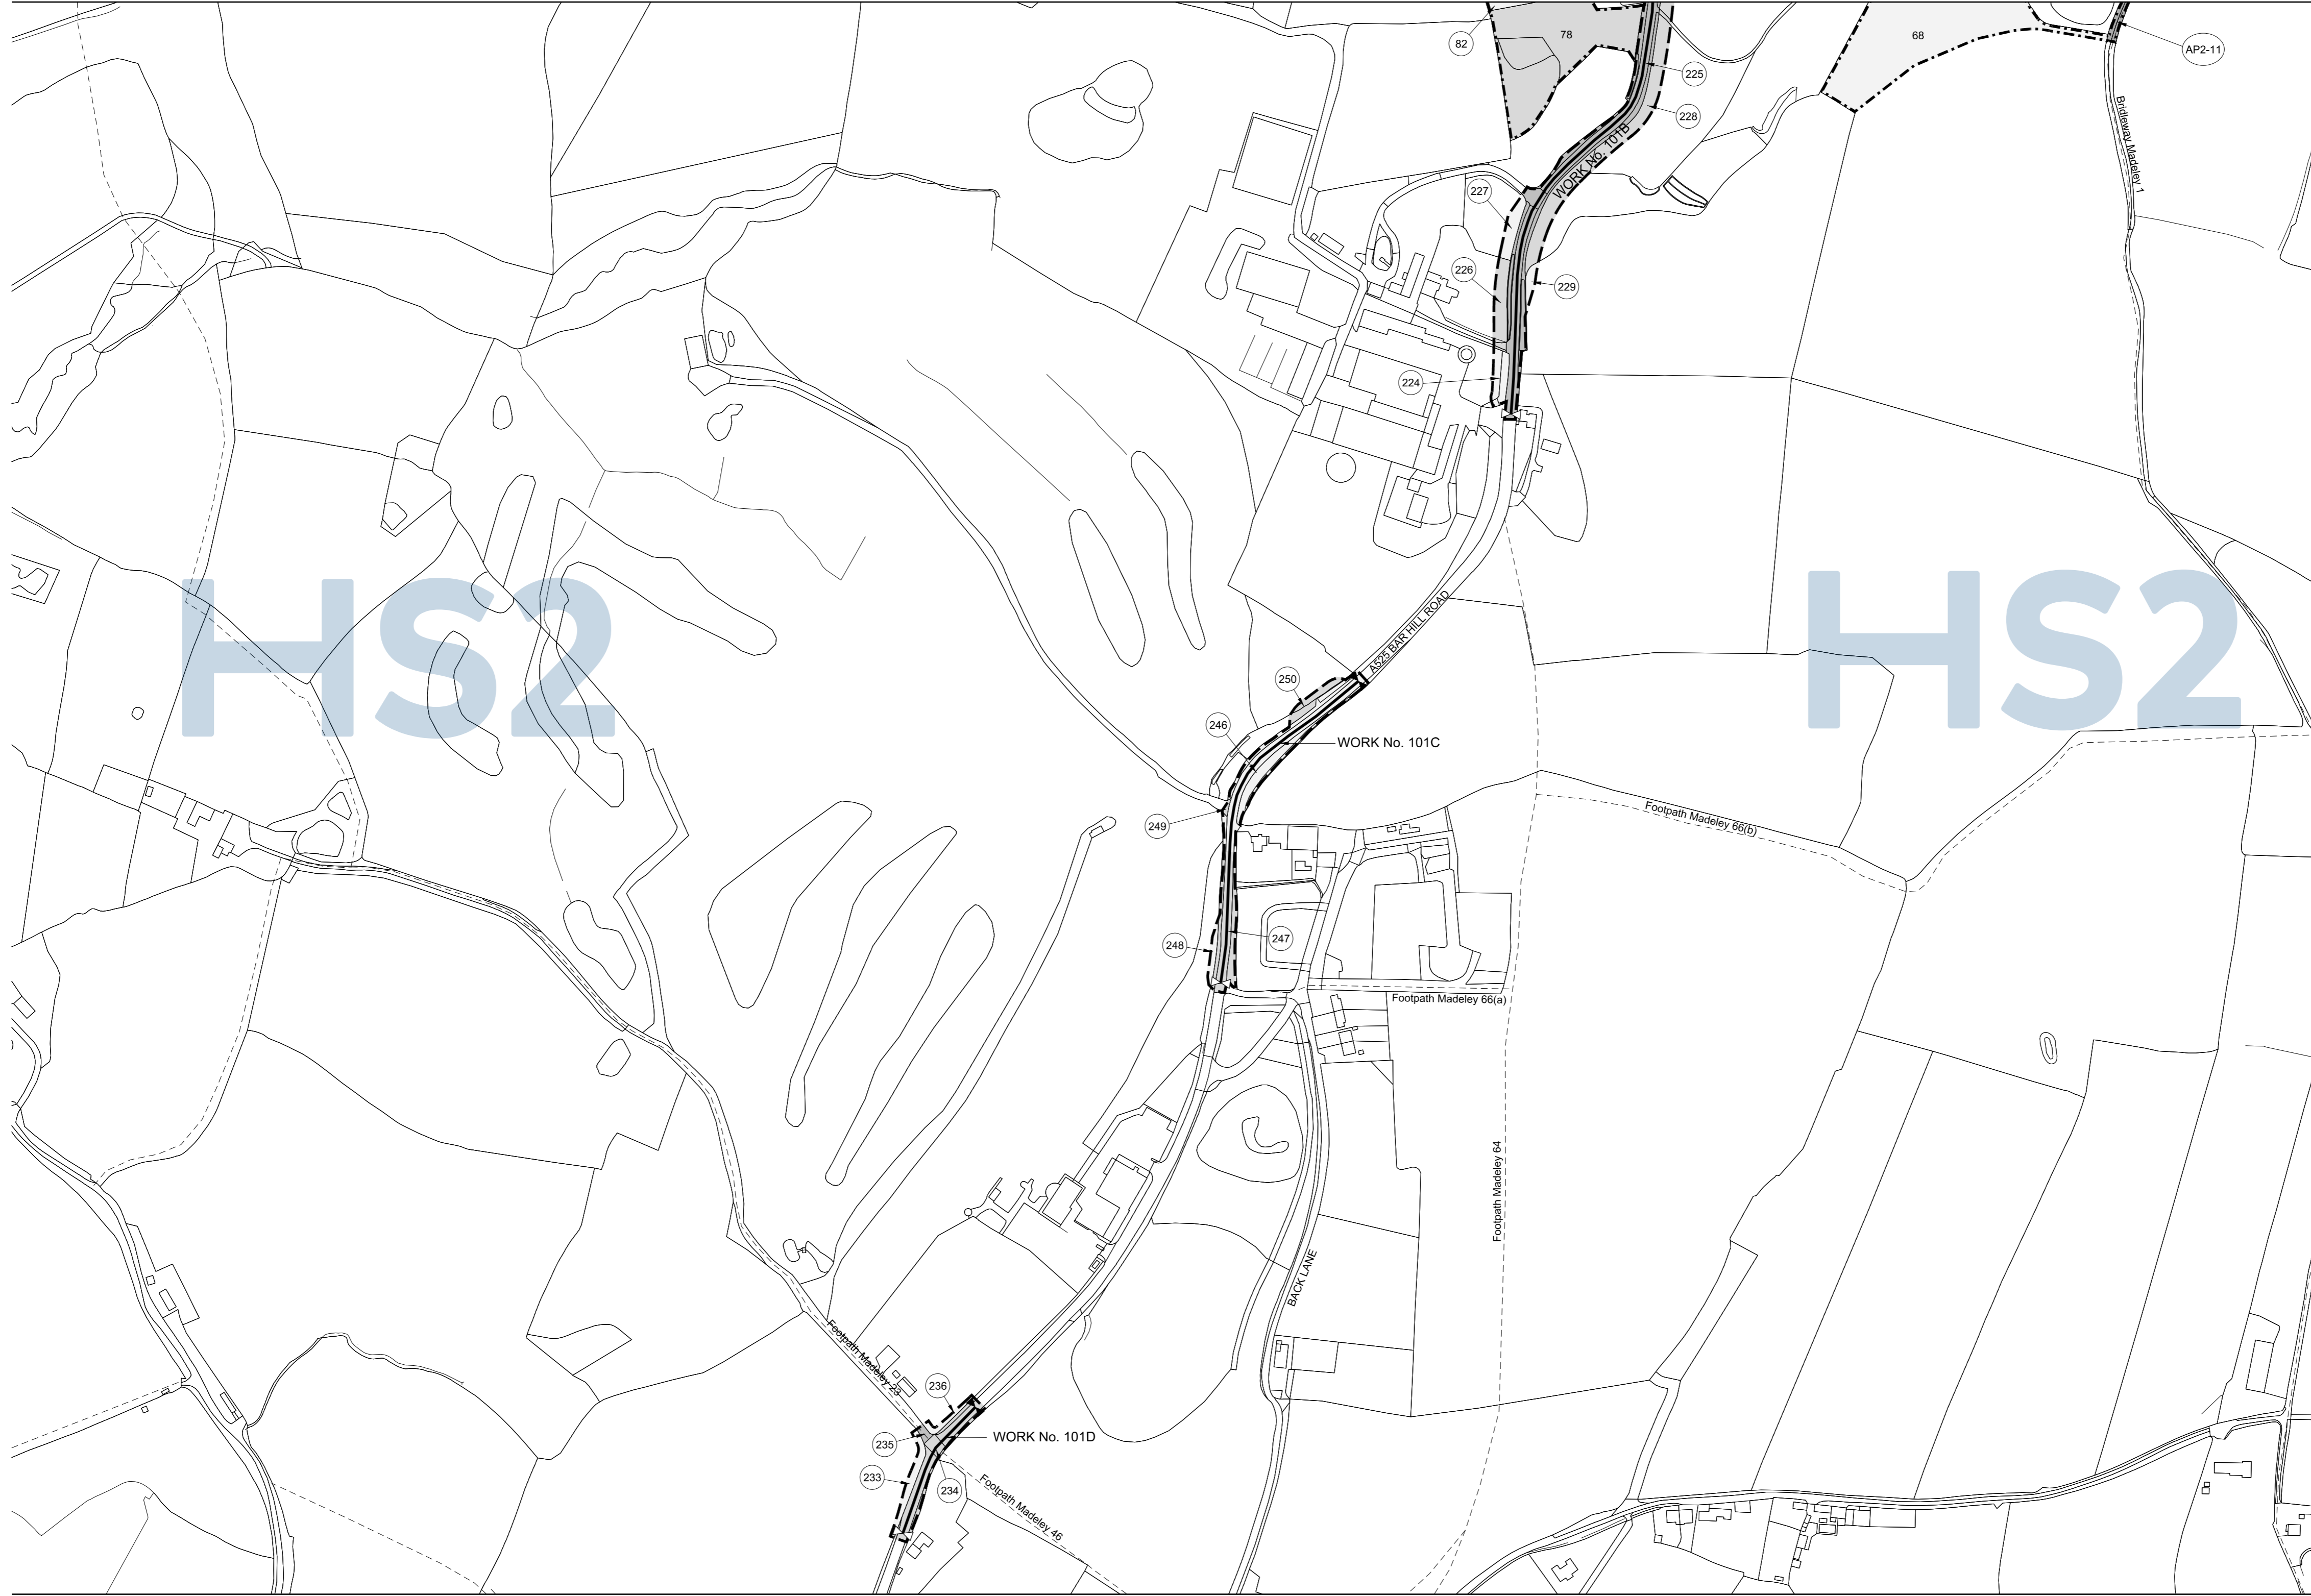 82
78
225
68
AP2-11
228
WORK No. 101B
Bridleway Madeley 1
227
226
229
224
HS2
HS2
A525 BAR HILL ROAD
250
246
WORK No. 101C
249
Footpath Madeley 66(b)
248
247
Footpath Madeley 66(a)
Footpath Madeley 64
BACK LANE
Footpath Madeley 23
236
235
WORK No. 101D
233
234
Footpath Madeley 46